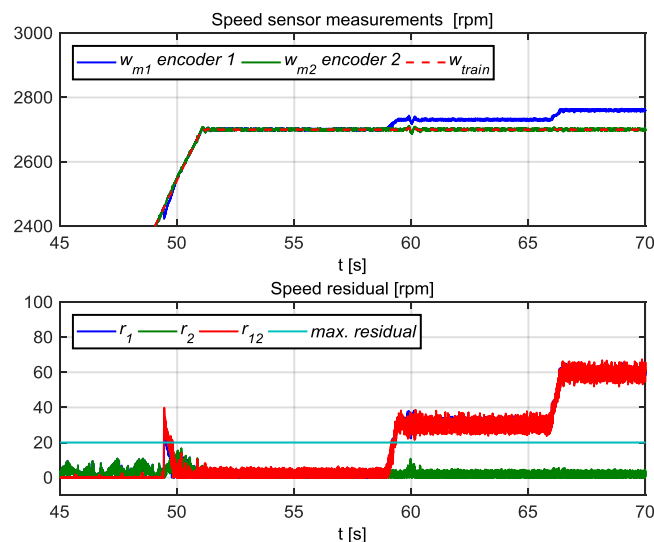 Speed sensor measurements [rpm]
3000
w_m1 encoder 1 w_m2 encoder 2 w_train
2800
2600
2400
45 50 55 60 65 70
t [s]
Speed residual [rpm]
100
r_1 r_2 r_12 max. residual
80
60
40
20
0
45 50 55 60 65 70
t [s]